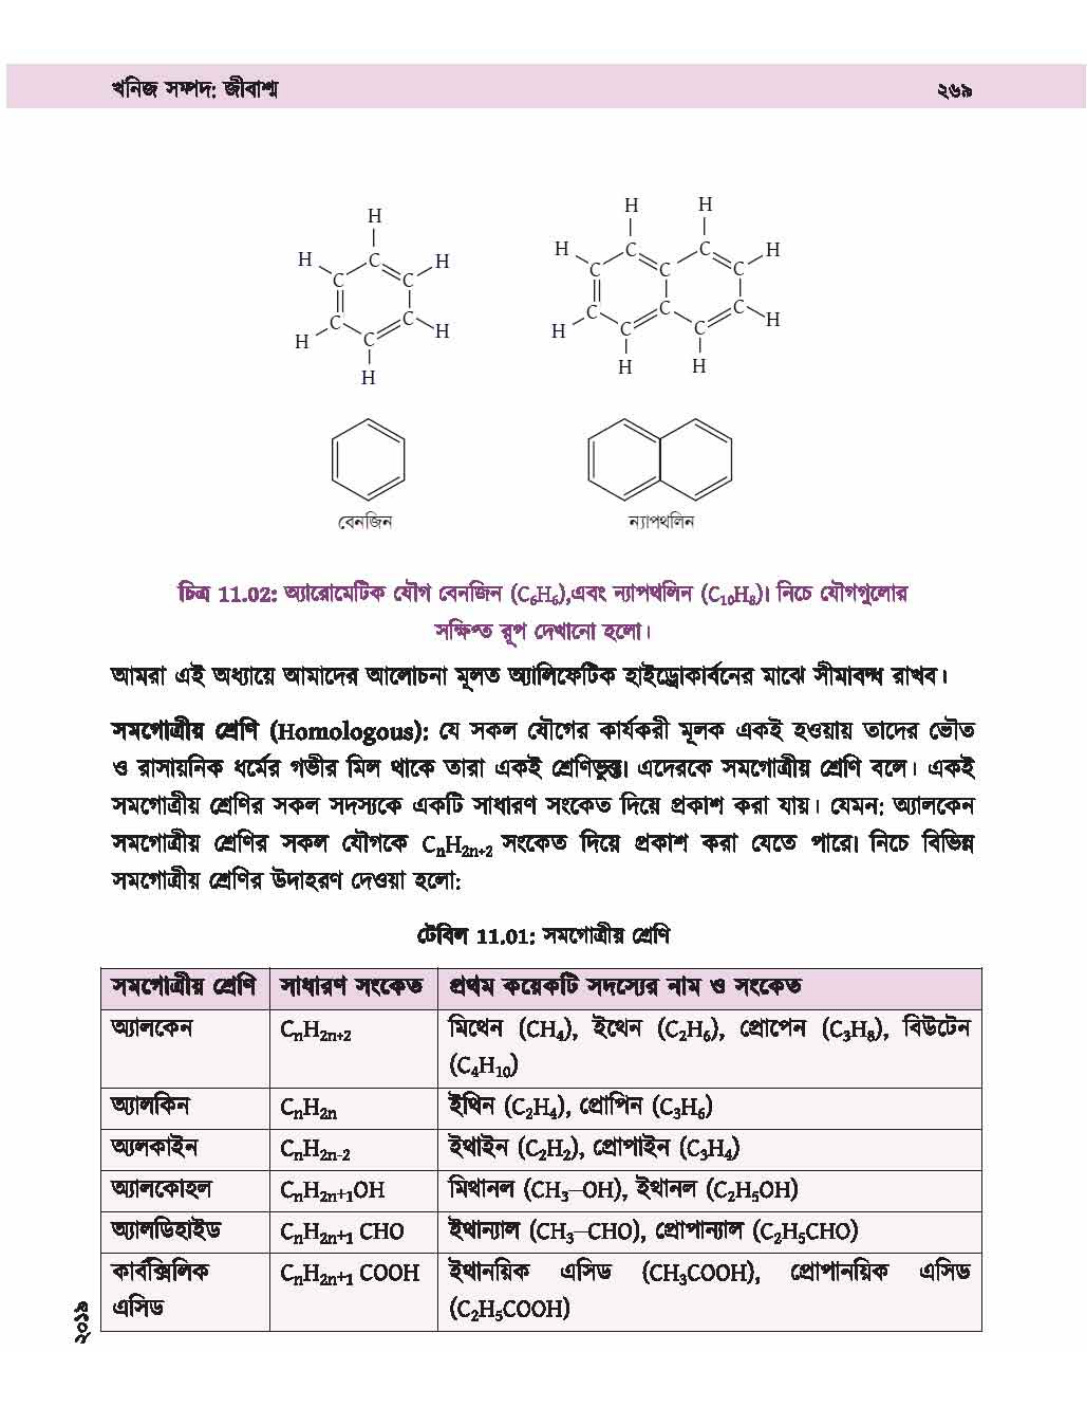 খনিজ সম্পদ: জীবাশ্ম ২৬৯
H H H
H H H H
C C C C C
C C C C C
C C C C C
H C H H C C H
H H H
বেনজিন ন্যাপথলিন
চিত্র 11.02: অ্যারোমেটিক যৌগ বেনজিন (C₆H₆),এবং ন্যাপথলিন (C₁₀H₈)। নিচে যৌগগুলোর
সংক্ষিপ্ত রূপ দেখানো হলো।
আমরা এই অধ্যায়ে আমাদের আলোচনা মূলত অ্যালিফেটিক হাইড্রোকার্বনের মাঝে সীমাবদ্ধ রাখব।
সমগোত্রীয় শ্রেণি (Homologous): যে সকল যৌগের কার্যকরী মূলক একই হওয়ায় তাদের ভৌত
ও রাসায়নিক ধর্মের গভীর মিল থাকে তারা একই শ্রেণিভুক্ত। এদেরকে সমগোত্রীয় শ্রেণি বলে। একই
সমগোত্রীয় শ্রেণির সকল সদস্যকে একটি সাধারণ সংকেত দিয়ে প্রকাশ করা যায়। যেমন: অ্যালকেন
সমগোত্রীয় শ্রেণির সকল যৌগকে CₙH₂ₙ₊₂ সংকেত দিয়ে প্রকাশ করা যেতে পারে। নিচে বিভিন্ন
সমগোত্রীয় শ্রেণির উদাহরণ দেওয়া হলো:
টেবিল 11.01: সমগোত্রীয় শ্রেণি
সমগোত্রীয় শ্রেণি সাধারণ সংকেত প্রথম কয়েকটি সদস্যের নাম ও সংকেত
অ্যালকেন CₙH₂ₙ₊₂ মিথেন (CH₄), ইথেন (C₂H₆), প্রোপেন (C₃H₈), বিউটেন
(C₄H₁₀)
অ্যালকিন CₙH₂ₙ ইথিন (C₂H₄), প্রোপিন (C₃H₆)
অ্যলকাইন CₙH₂ₙ₋₂ ইথাইন (C₂H₂), প্রোপাইন (C₃H₄)
অ্যালকোহল CₙH₂ₙ₊₁OH মিথানল (CH₃–OH), ইথানল (C₂H₅OH)
অ্যালডিহাইড CₙH₂ₙ₊₁ CHO ইথান্যাল (CH₃–CHO), প্রোপান্যাল (C₂H₅CHO)
কার্বক্সিলিক CₙH₂ₙ₊₁ COOH ইথানয়িক এসিড (CH₃COOH), প্রোপানয়িক এসিড
এসিড (C₂H₅COOH)
২০১৯